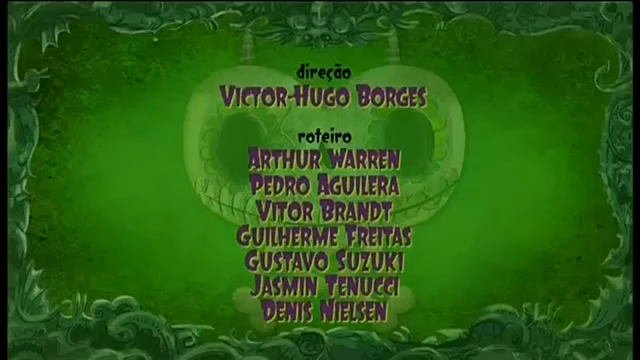 direção
Victor-Hugo Borges
roteiro
Arthur Warren
Pedro Aguilera
Vitor Brandt
Guilherme Freitas
Gustavo Suzuki
Jasmin Tenucci
Denis Nielsen